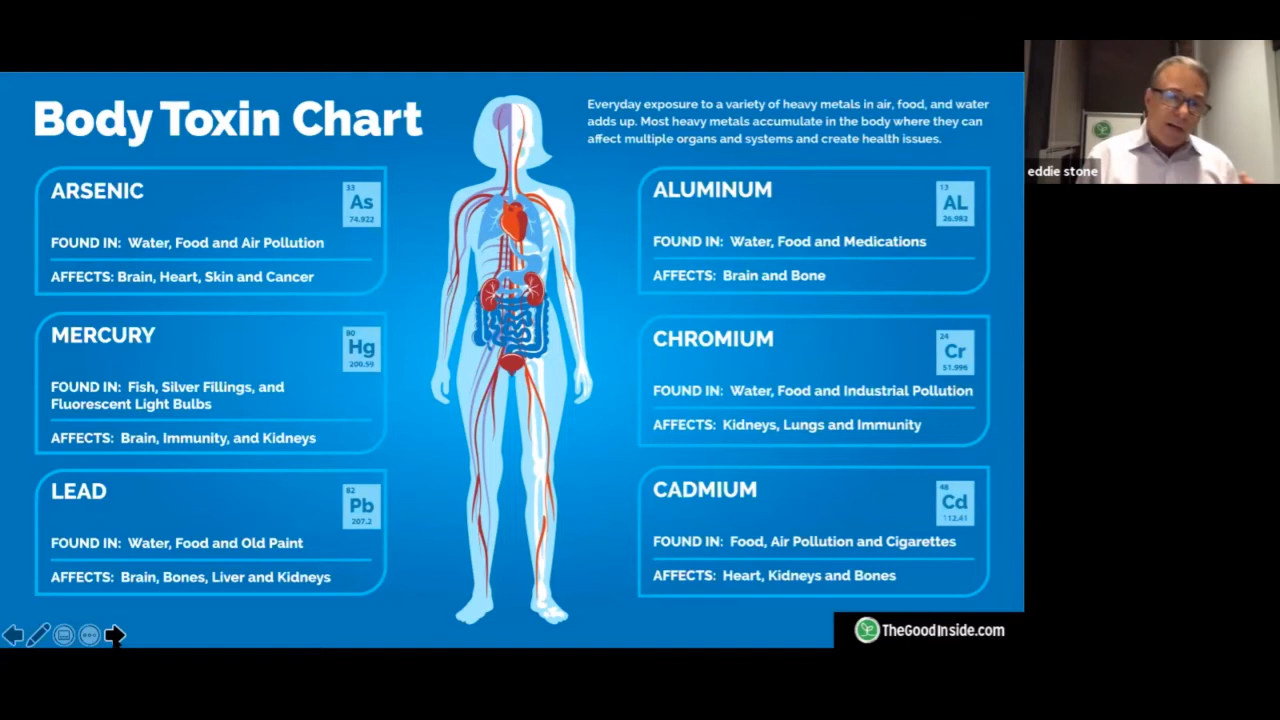 Body Toxin Chart
Everyday exposure to a variety of heavy metals in air, food, and water
adds up. Most heavy metals accumulate in the body where they can
affect multiple organs and systems and create health issues.
eddie stone
ARSENIC
33
As
74.922
FOUND IN: Water, Food and Air Pollution
AFFECTS: Brain, Heart, Skin and Cancer
MERCURY
80
Hg
200.59
FOUND IN: Fish, Silver Fillings, and
Fluorescent Light Bulbs
AFFECTS: Brain, Immunity, and Kidneys
LEAD
82
Pb
207.2
FOUND IN: Water, Food and Old Paint
AFFECTS: Brain, Bones, Liver and Kidneys
ALUMINUM
13
AL
26.982
FOUND IN: Water, Food and Medications
AFFECTS: Brain and Bone
CHROMIUM
24
Cr
51.996
FOUND IN: Water, Food and Industrial Pollution
AFFECTS: Kidneys, Lungs and Immunity
CADMIUM
48
Cd
112.41
FOUND IN: Food, Air Pollution and Cigarettes
AFFECTS: Heart, Kidneys and Bones
TheGoodInside.com